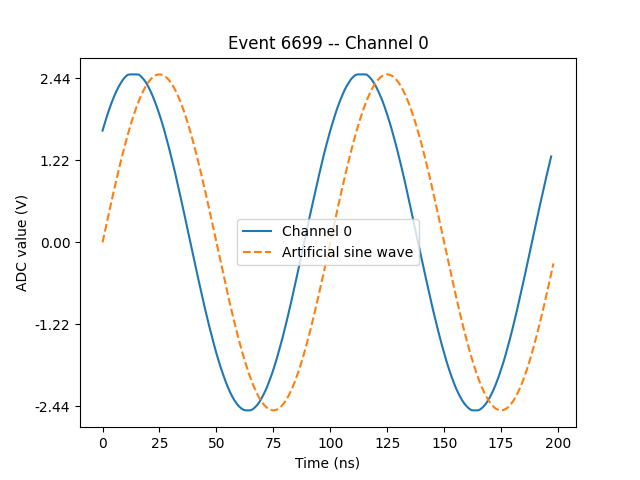 Event 6699 -- Channel 0
ADC value (V)
2.44
1.22
0.00
-1.22
-2.44
Channel 0
Artificial sine wave
0 25 50 75 100 125 150 175 200
Time (ns)